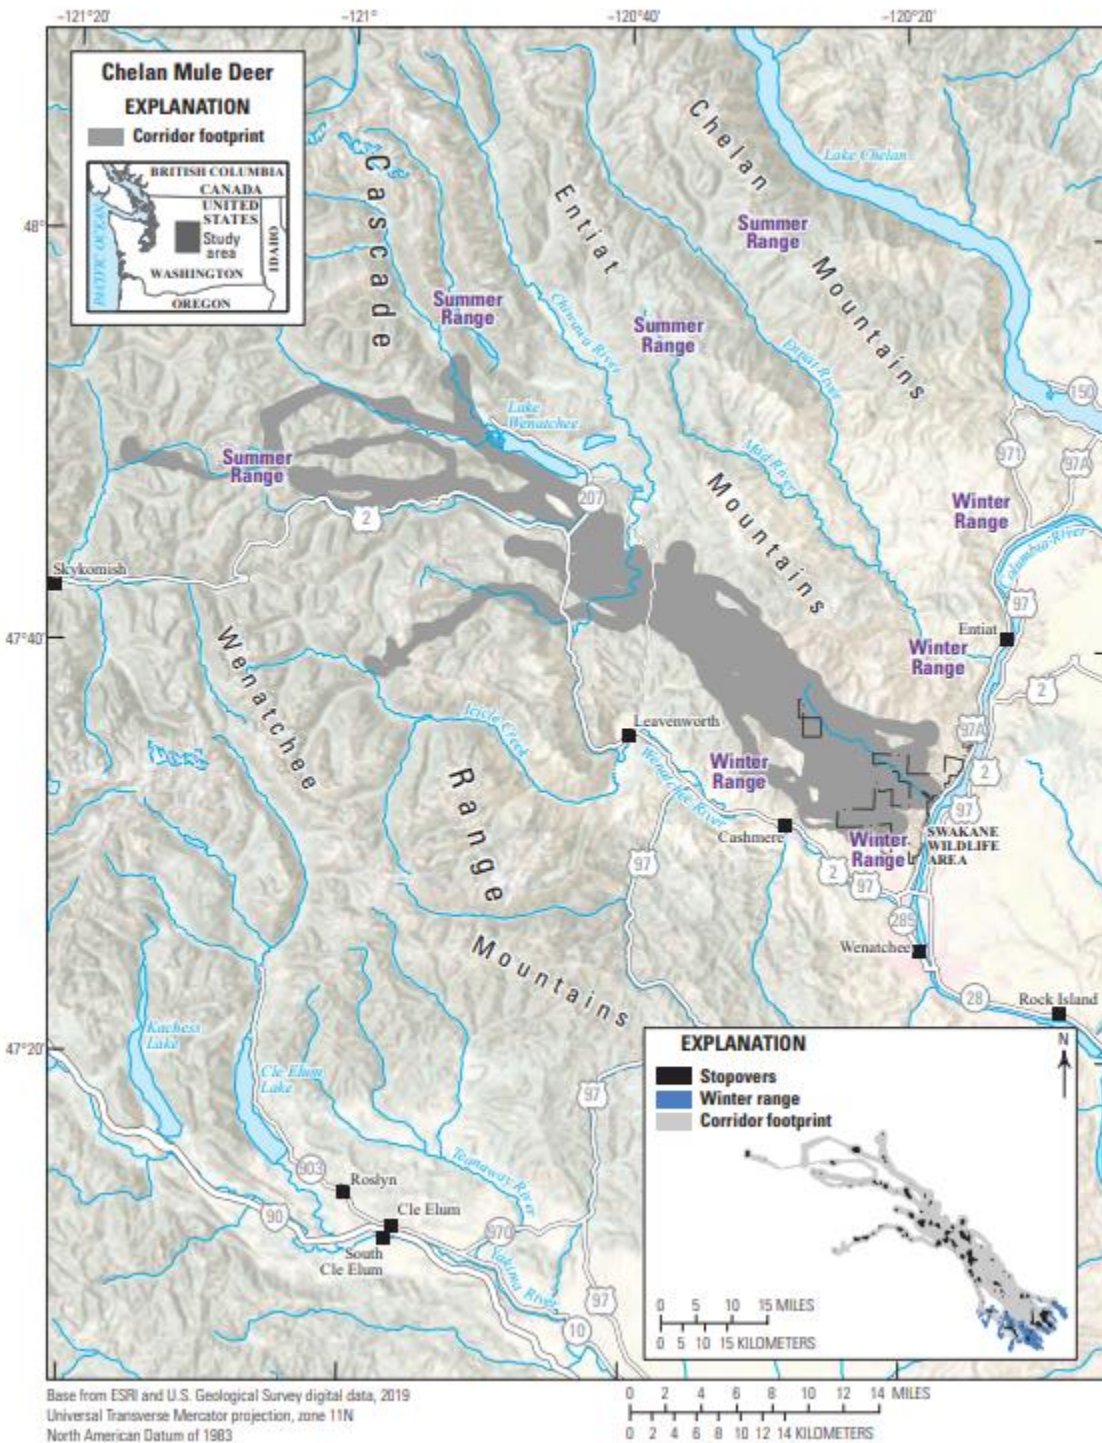 −121°20'
−121°
−120°40'
−120°20'
Chelan Mule Deer
EXPLANATION
Corridor footprint
BRITISH COLUMBIA
CANADA
UNITED
STATES
Study
area
PACIFIC OCEAN
IDAHO
WASHINGTON
OREGON
Cascade
Chelan
Mountains
Lake Chelan
Entiat
Mountains
48°
Summer
Range
Summer
Range
Summer
Range
Chiwawa River
Entiat River
Mad River
150
971
97A
Lake
Wenatchee
Summer
Range
207
2
Winter
Range
Columbia River
Skykomish
97
47°40'
Entiat
Winter
Range
2
Wenatchee
Range
Mountains
Icicle Creek
Leavenworth
Wenatchee River
97A
2
97
Winter
Range
Cashmere
SWAKANE
WILDLIFE
AREA
Winter
Range
97
2
97
285
Wenatchee
28
Rock Island
47°20'
Kachess
Lake
Cle Elum
Lake
97
Teanaway River
903
Roslyn
Cle Elum
90
South
Cle Elum
970
Yakima River
97
10
EXPLANATION
N
Stopovers
Winter range
Corridor footprint
0 5 10 15 MILES
0 5 10 15 KILOMETERS
Base from ESRI and U.S. Geological Survey digital data, 2019
Universal Transverse Mercator projection, zone 11N
North American Datum of 1983
0 2 4 6 8 10 12 14 MILES
0 2 4 6 8 10 12 14 KILOMETERS